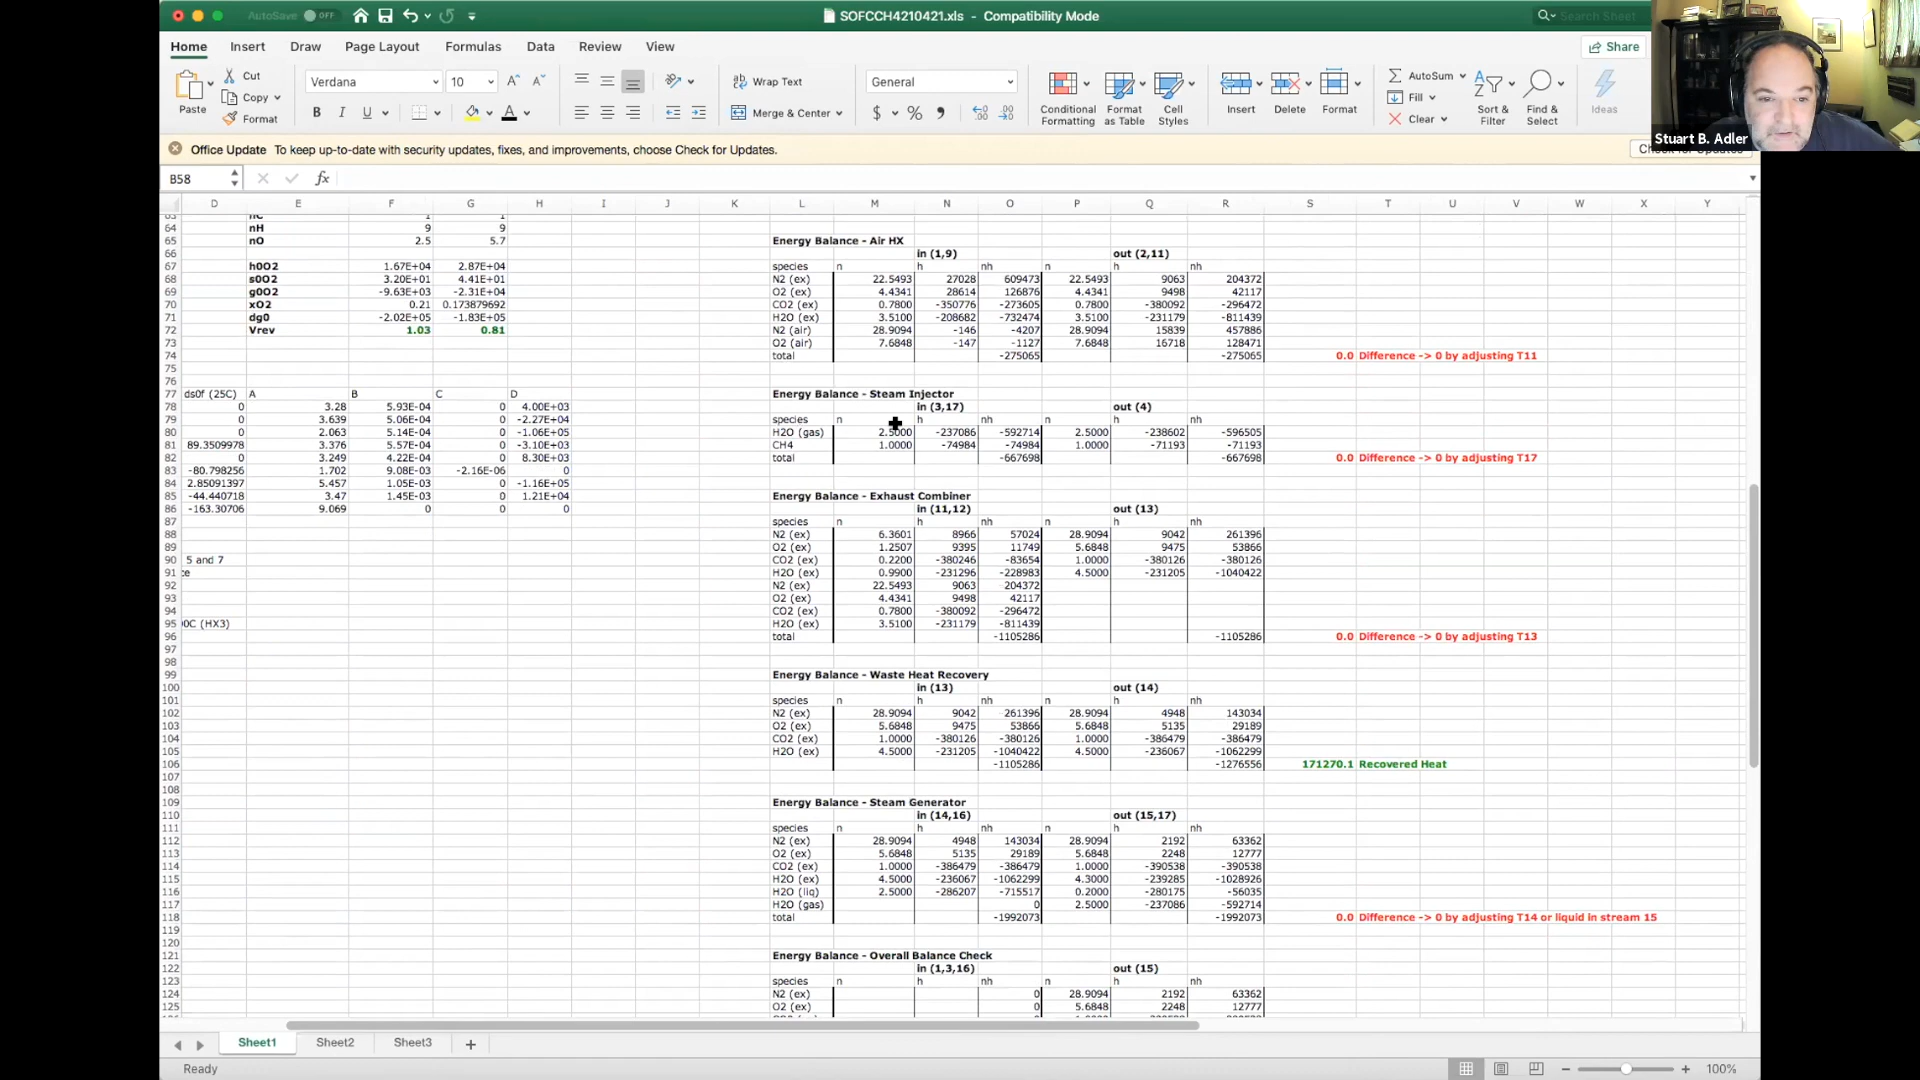 AutoSave OFF
SOFCCH4210421.xls - Compatibility Mode
Search Sheet
Home Insert Draw Page Layout Formulas Data Review View
Share
Paste
Cut
Copy
Format
Verdana 10
Wrap Text
Merge & Center
General
Conditional Formatting
Format as Table
Cell Styles
Insert Delete Format
AutoSum
Fill
Clear
Sort & Filter
Find & Select
Ideas
Stuart B. Adler
Office Update To keep up-to-date with security updates, fixes, and improvements, choose Check for Updates.
B58 fx
D E F G H I J K L M N O P Q R S T U V W X Y
63 nC 1 1
64 nH 9 9
65 nO 2.5 5.7 Energy Balance - Air HX
66 in (1,9) out (2,11)
67 h0O2 1.67E+04 2.87E+04 species n h nh n h nh
68 s0O2 3.20E+01 4.41E+01 N2 (ex) 22.5493 27028 609473 22.5493 9063 204372
69 g0O2 -9.63E+03 -2.31E+04 O2 (ex) 4.4341 28614 126876 4.4341 9498 42117
70 xO2 0.21 0.173879692 CO2 (ex) 0.7800 -350776 -273605 0.7800 -380092 -296472
71 dg0 -2.02E+05 -1.83E+05 H2O (ex) 3.5100 -208682 -732474 3.5100 -231179 -811439
72 Vrev 1.03 0.81 N2 (air) 28.9094 -146 -4207 28.9094 15839 457886
73 O2 (air) 7.6848 -147 -1127 7.6848 16718 128471
74 total -275065 -275065 0.0 Difference -> 0 by adjusting T11
75
76
77 ds0f (25C) A B C D Energy Balance - Steam Injector
78 0 3.28 5.93E-04 0 4.00E+03 in (3,17) out (4)
79 0 3.639 5.06E-04 0 -2.27E+04 species n h nh n h nh
80 0 2.063 5.14E-04 0 -1.06E+05 H2O (gas) 2.5000 -237086 -592714 2.5000 -238602 -596505
81 89.3509978 3.376 5.57E-04 0 -3.10E+03 CH4 1.0000 -74984 -74984 1.0000 -71193 -71193
82 0 3.249 4.22E-04 0 8.30E+03 total -667698 -667698 0.0 Difference -> 0 by adjusting T17
83 -80.798256 1.702 9.08E-03 -2.16E-06 0
84 2.85091397 5.457 1.05E-03 0 -1.16E+05
85 -44.440718 3.47 1.45E-03 0 1.21E+04 Energy Balance - Exhaust Combiner
86 -163.30706 9.069 0 0 0 in (11,12) out (13)
87 species n h nh n h nh
88 N2 (ex) 6.3601 8966 57024 28.9094 9042 261396
89 O2 (ex) 1.2507 9395 11749 5.6848 9475 53866
90 5 and 7 CO2 (ex) 0.2200 -380246 -83654 1.0000 -380126 -380126
91 H2O (ex) 0.9900 -231296 -228983 4.5000 -231205 -1040422
92 N2 (ex) 22.5493 9063 204372
93 O2 (ex) 4.4341 9498 42117
94 CO2 (ex) 0.7800 -380092 -296472
95 0C (HX3) H2O (ex) 3.5100 -231179 -811439
96 total -1105286 -1105286 0.0 Difference -> 0 by adjusting T13
97
98
99 Energy Balance - Waste Heat Recovery
100 in (13) out (14)
101 species n h nh n h nh
102 N2 (ex) 28.9094 9042 261396 28.9094 4948 143034
103 O2 (ex) 5.6848 9475 53866 5.6848 5135 29189
104 CO2 (ex) 1.0000 -380126 -380126 1.0000 -386479 -386479
105 H2O (ex) 4.5000 -231205 -1040422 4.5000 -236067 -1062299
106 -1105286 -1276556 171270.1 Recovered Heat
107
108
109 Energy Balance - Steam Generator
110 in (14,16) out (15,17)
111 species n h nh n h nh
112 N2 (ex) 28.9094 4948 143034 28.9094 2192 63362
113 O2 (ex) 5.6848 5135 29189 5.6848 2248 12777
114 CO2 (ex) 1.0000 -386479 -386479 1.0000 -390538 -390538
115 H2O (ex) 4.5000 -236067 -1062299 4.3000 -239285 -1028926
116 H2O (liq) 2.5000 -286207 -715517 0.2000 -280175 -56035
117 H2O (gas) 0 2.5000 -237086 -592714
118 total -1992073 -1992073 0.0 Difference -> 0 by adjusting T14 or liquid in stream 15
119
120
121 Energy Balance - Overall Balance Check
122 in (1,3,16) out (15)
123 species n h nh n h nh
124 N2 (ex) 0 28.9094 2192 63362
125 O2 (ex) 0 5.6848 2248 12777
Sheet1 Sheet2 Sheet3
Ready 100%